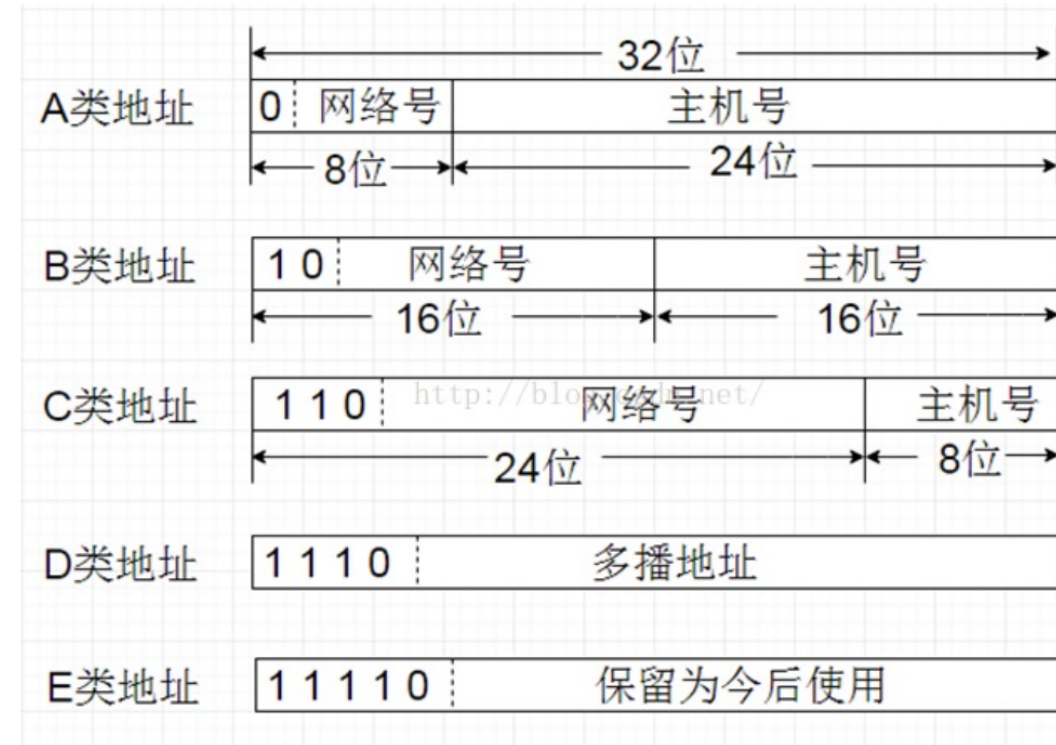 32位
A类地址 0 网络号 主机号
8位 24位
B类地址 1 0 网络号 主机号
16位 16位
C类地址 1 1 0 网络号 主机号
http://blog.csdn.net/
24位 8位
D类地址 1 1 1 0 多播地址
E类地址 1 1 1 1 0 保留为今后使用